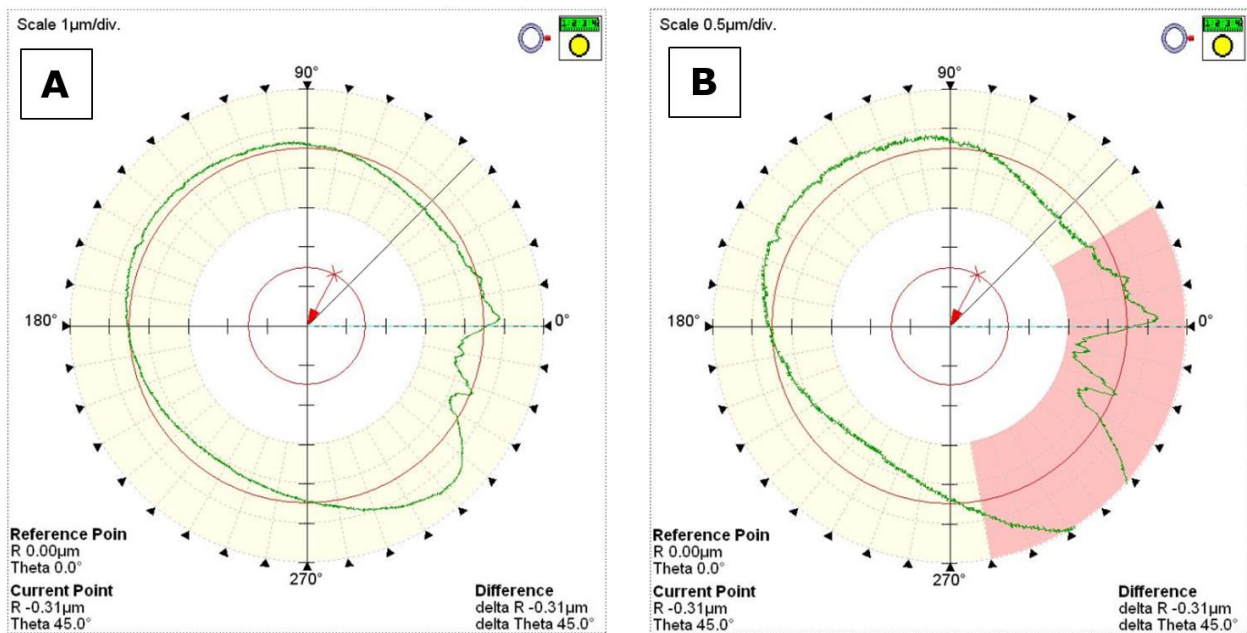 Scale 1µm/div.
A
90°
180°
0°
270°
Reference Poin
R 0.00µm
Theta 0.0°
Current Point
R -0.31µm
Theta 45.0°
Difference
delta R -0.31µm
delta Theta 45.0°
Scale 0.5µm/div.
B
90°
180°
0°
270°
Reference Poin
R 0.00µm
Theta 0.0°
Current Point
R -0.31µm
Theta 45.0°
Difference
delta R -0.31µm
delta Theta 45.0°